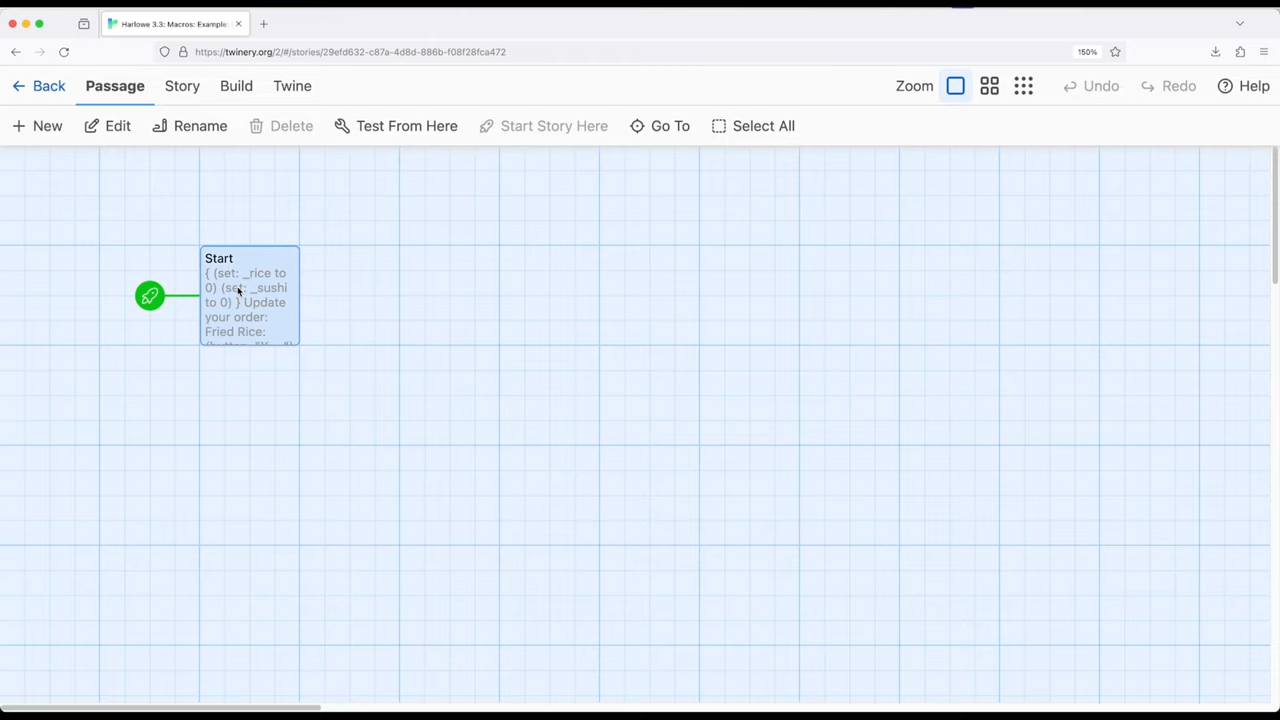 Harlowe 3.3: Macros: Example:
https://twinery.org/2/#/stories/29efd632-c87a-4d8d-886b-f08f28fca472
150%
Back
Passage
Story
Build
Twine
Zoom
Undo
Redo
Help
New
Edit
Rename
Delete
Test From Here
Start Story Here
Go To
Select All
Start
{ (set: _rice to
0) (set: _sushi
to 0) } Update
your order:
Fried Rice: